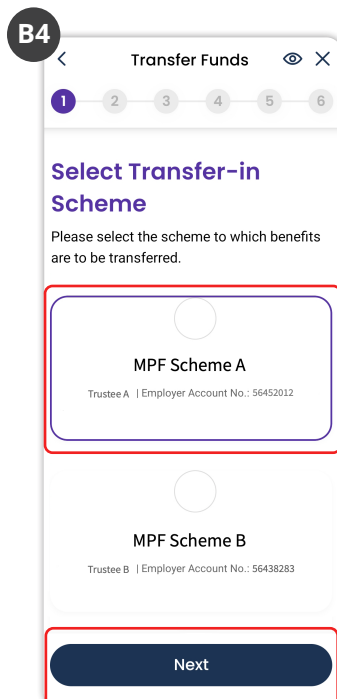 B4
Transfer Funds
1 2 3 4 5 6
Select Transfer-in
Scheme
Please select the scheme to which benefits
are to be transferred.
MPF Scheme A
Trustee A | Employer Account No.: 56452012
MPF Scheme B
Trustee B | Employer Account No.: 56438283
Next